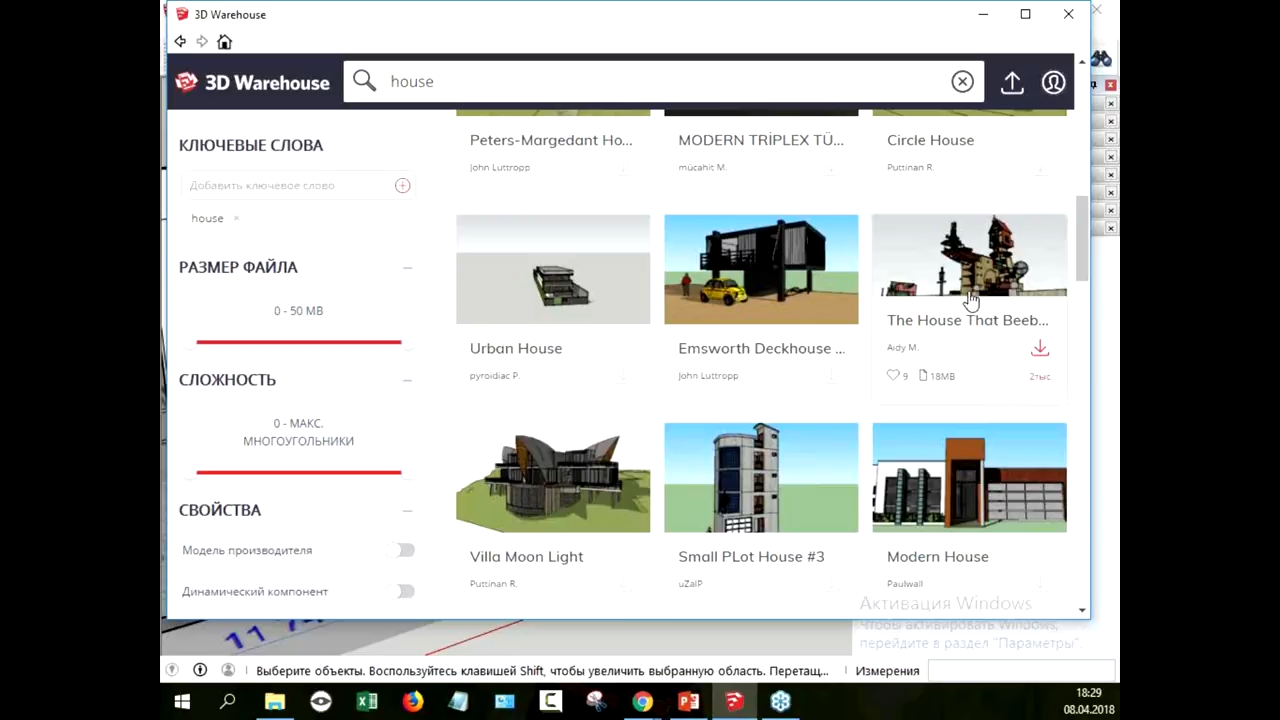 3D Warehouse
3D Warehouse
house
КЛЮЧЕВЫЕ СЛОВА
Добавить ключевое слово
house
РАЗМЕР ФАЙЛА
0 - 50 MB
СЛОЖНОСТЬ
0 - МАКС.
МНОГОУГОЛЬНИКИ
СВОЙСТВА
Модель производителя
Динамический компонент
Peters-Margedant Ho...
John Luttropp
MODERN TRİPLEX TÜ...
mücahit M.
Circle House
Puttinan R.
Urban House
pyroidiac P.
Emsworth Deckhouse ...
John Luttropp
The House That Beeb...
Aidy M.
9
18MB
2тыс
Villa Moon Light
Puttinan R.
Small PLot House #3
uZalP
Modern House
Paulwall
Активация Windows
Чтобы активировать Windows,
перейдите в раздел "Параметры".
Выберите объекты. Воспользуйтесь клавишей Shift, чтобы увеличить выбранную область. Перетащ...
Измерения
18:29
08.04.2018